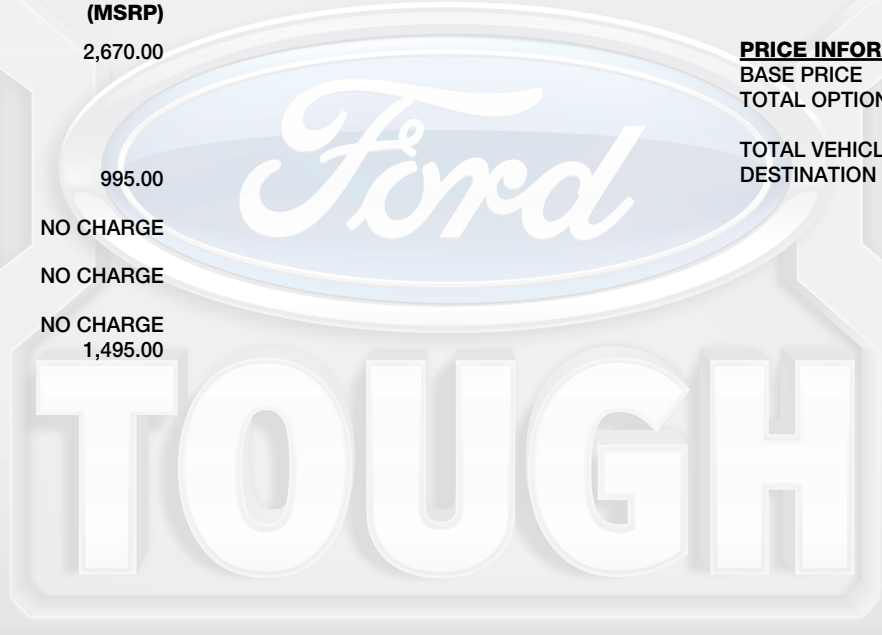 (MSRP)
2,670.00
995.00
NO CHARGE
NO CHARGE
NO CHARGE
1,495.00
PRICE INFOR
BASE PRICE
TOTAL OPTION
TOTAL VEHICL
DESTINATION
Ford
TOUGH